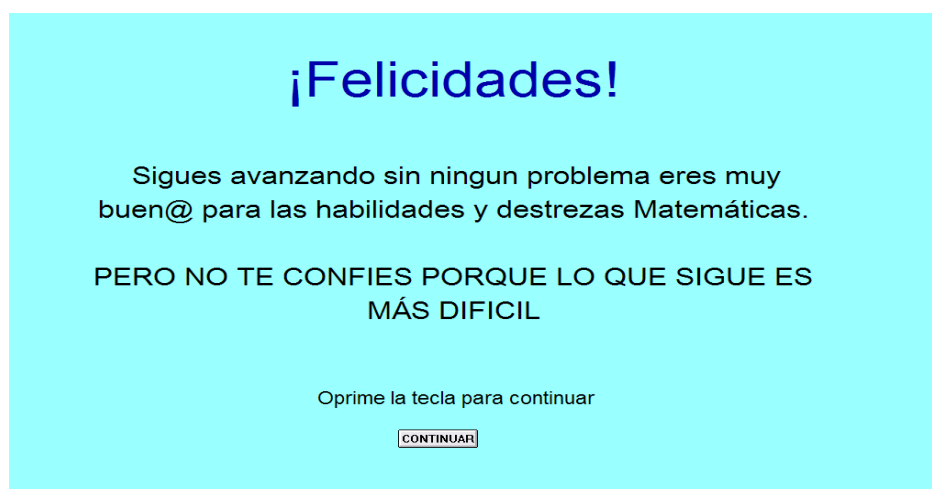 ¡Felicidades!
Sigues avanzando sin ningun problema eres muy
buen@ para las habilidades y destrezas Matemáticas.
PERO NO TE CONFIES PORQUE LO QUE SIGUE ES
MÁS DIFICIL
Oprime la tecla para continuar
CONTINUAR